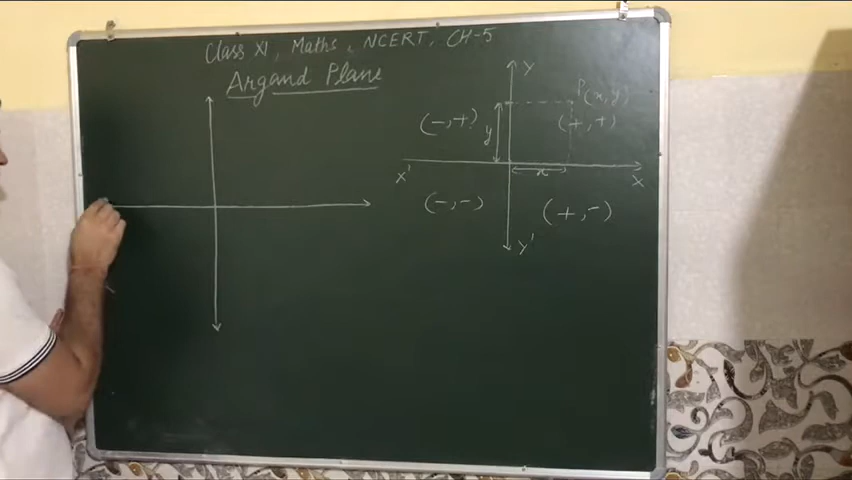 Class XI, Maths, NCERT, CH-5
Argand Plane
Y
P(x,y)
(-,+)
y
(+,+)
x'
x
X
(-,-)
(+,-)
y'